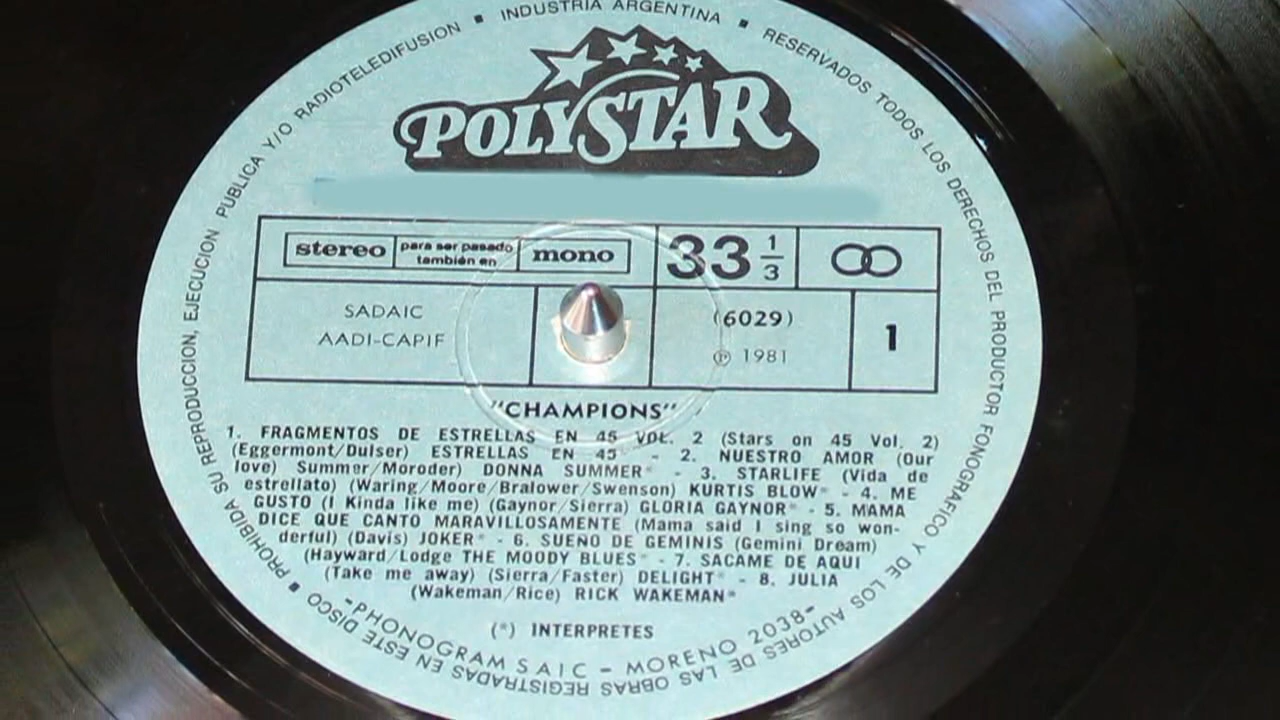 INDUSTRIA ARGENTINA ▪ RESERVADOS TODOS LOS DERECHOS DEL PRODUCTOR FONOGRAFICO Y DE LOS AUTORES DE LAS OBRAS REGISTRADAS EN ESTE DISCO ▪ PROHIBIDA SU REPRODUCCION, EJECUCION PUBLICA Y/O RADIOTELEDIFUSION ▪
POLYSTAR
stereo para ser pasado también en mono 33 1/3
SADAIC (6029) 1
AADI-CAPIF ℗ 1981
"CHAMPIONS"
1. FRAGMENTOS DE ESTRELLAS EN 45 VOL. 2 (Stars on 45 Vol. 2)
(Eggermont/Duiser) ESTRELLAS EN 45 - 2. NUESTRO AMOR (Our
love) Summer/Moroder) DONNA SUMMER* - 3. STARLIFE (Vida de
estrellato) (Waring/Moore/Bralower/Swenson) KURTIS BLOW* - 4. ME
GUSTO (I Kinda like me) (Gaynor/Sierra) GLORIA GAYNOR* - 5. MAMA
DICE QUE CANTO MARAVILLOSAMENTE (Mama said I sing so won-
derful) (Davis) JOKER* - 6. SUEÑO DE GEMINIS (Gemini Dream)
(Hayward/Lodge THE MOODY BLUES* - 7. SACAME DE AQUI
(Take me away) (Sierra/Faster) DELIGHT* - 8. JULIA
(Wakeman/Rice) RICK WAKEMAN*
(*) INTERPRETES
-PHONOGRAM S A I C - MORENO 2038-